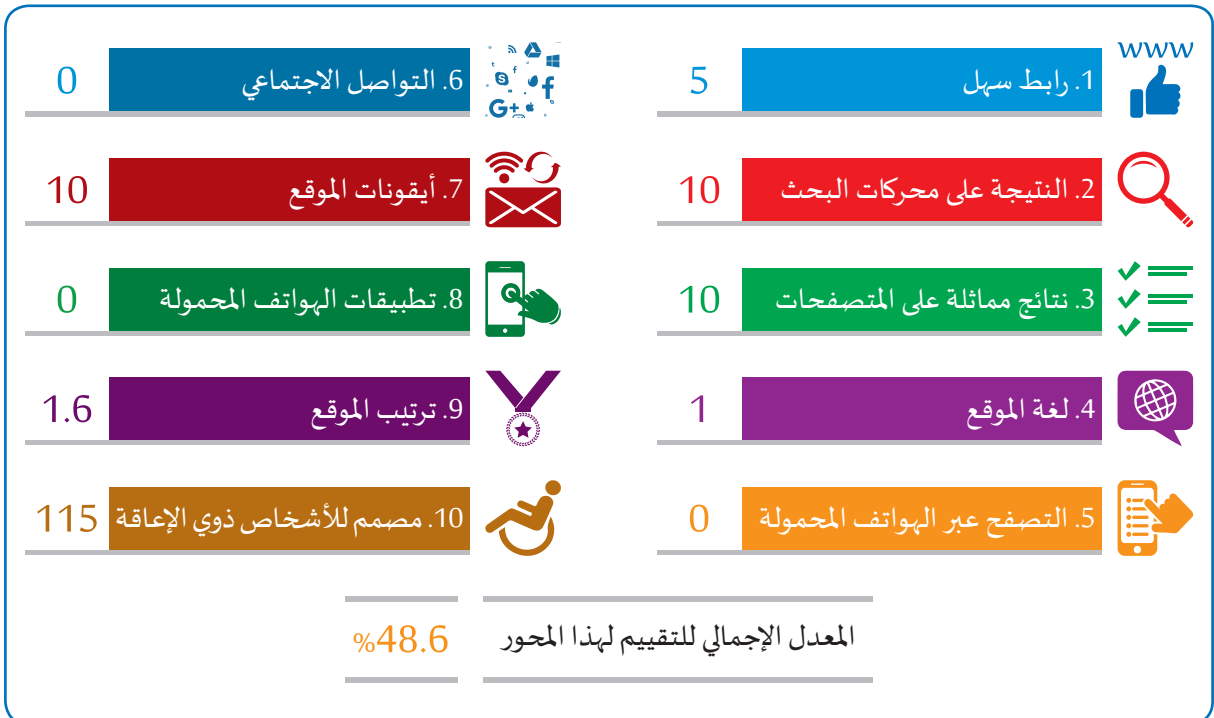 WWW
1. رابط سهل
5
2. النتيجة على محركات البحث
10
3. نتائج مماثلة على المتصفحات
10
4. لغة الموقع
1
5. التصفح عبر الهواتف المحمولة
0
6. التواصل الاجتماعي
0
7. أيقونات الموقع
10
8. تطبيقات الهواتف المحمولة
0
9. ترتيب الموقع
1.6
10. مصمم للأشخاص ذوي الإعاقة
115
المعدل الإجمالي للتقييم لهذا المحور
%48.6